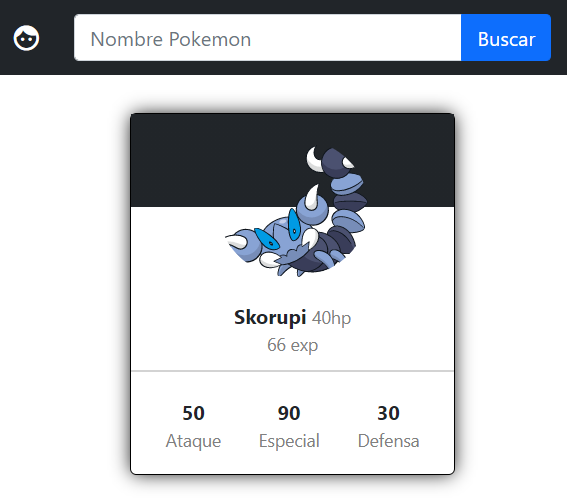 Nombre Pokemon Buscar
Skorupi 40hp
66 exp
50 90 30
Ataque Especial Defensa